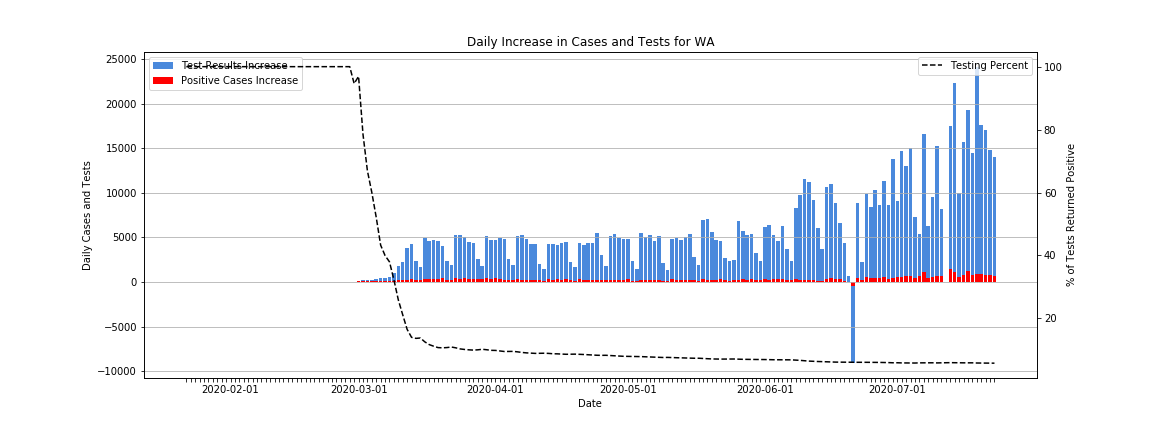 Daily Increase in Cases and Tests for WA
Test Results Increase
Positive Cases Increase
Testing Percent
25000
20000
15000
10000
5000
0
−5000
−10000
Daily Cases and Tests
100
80
60
40
20
% of Tests Returned Positive
2020-02-01
2020-03-01
2020-04-01
2020-05-01
2020-06-01
2020-07-01
Date